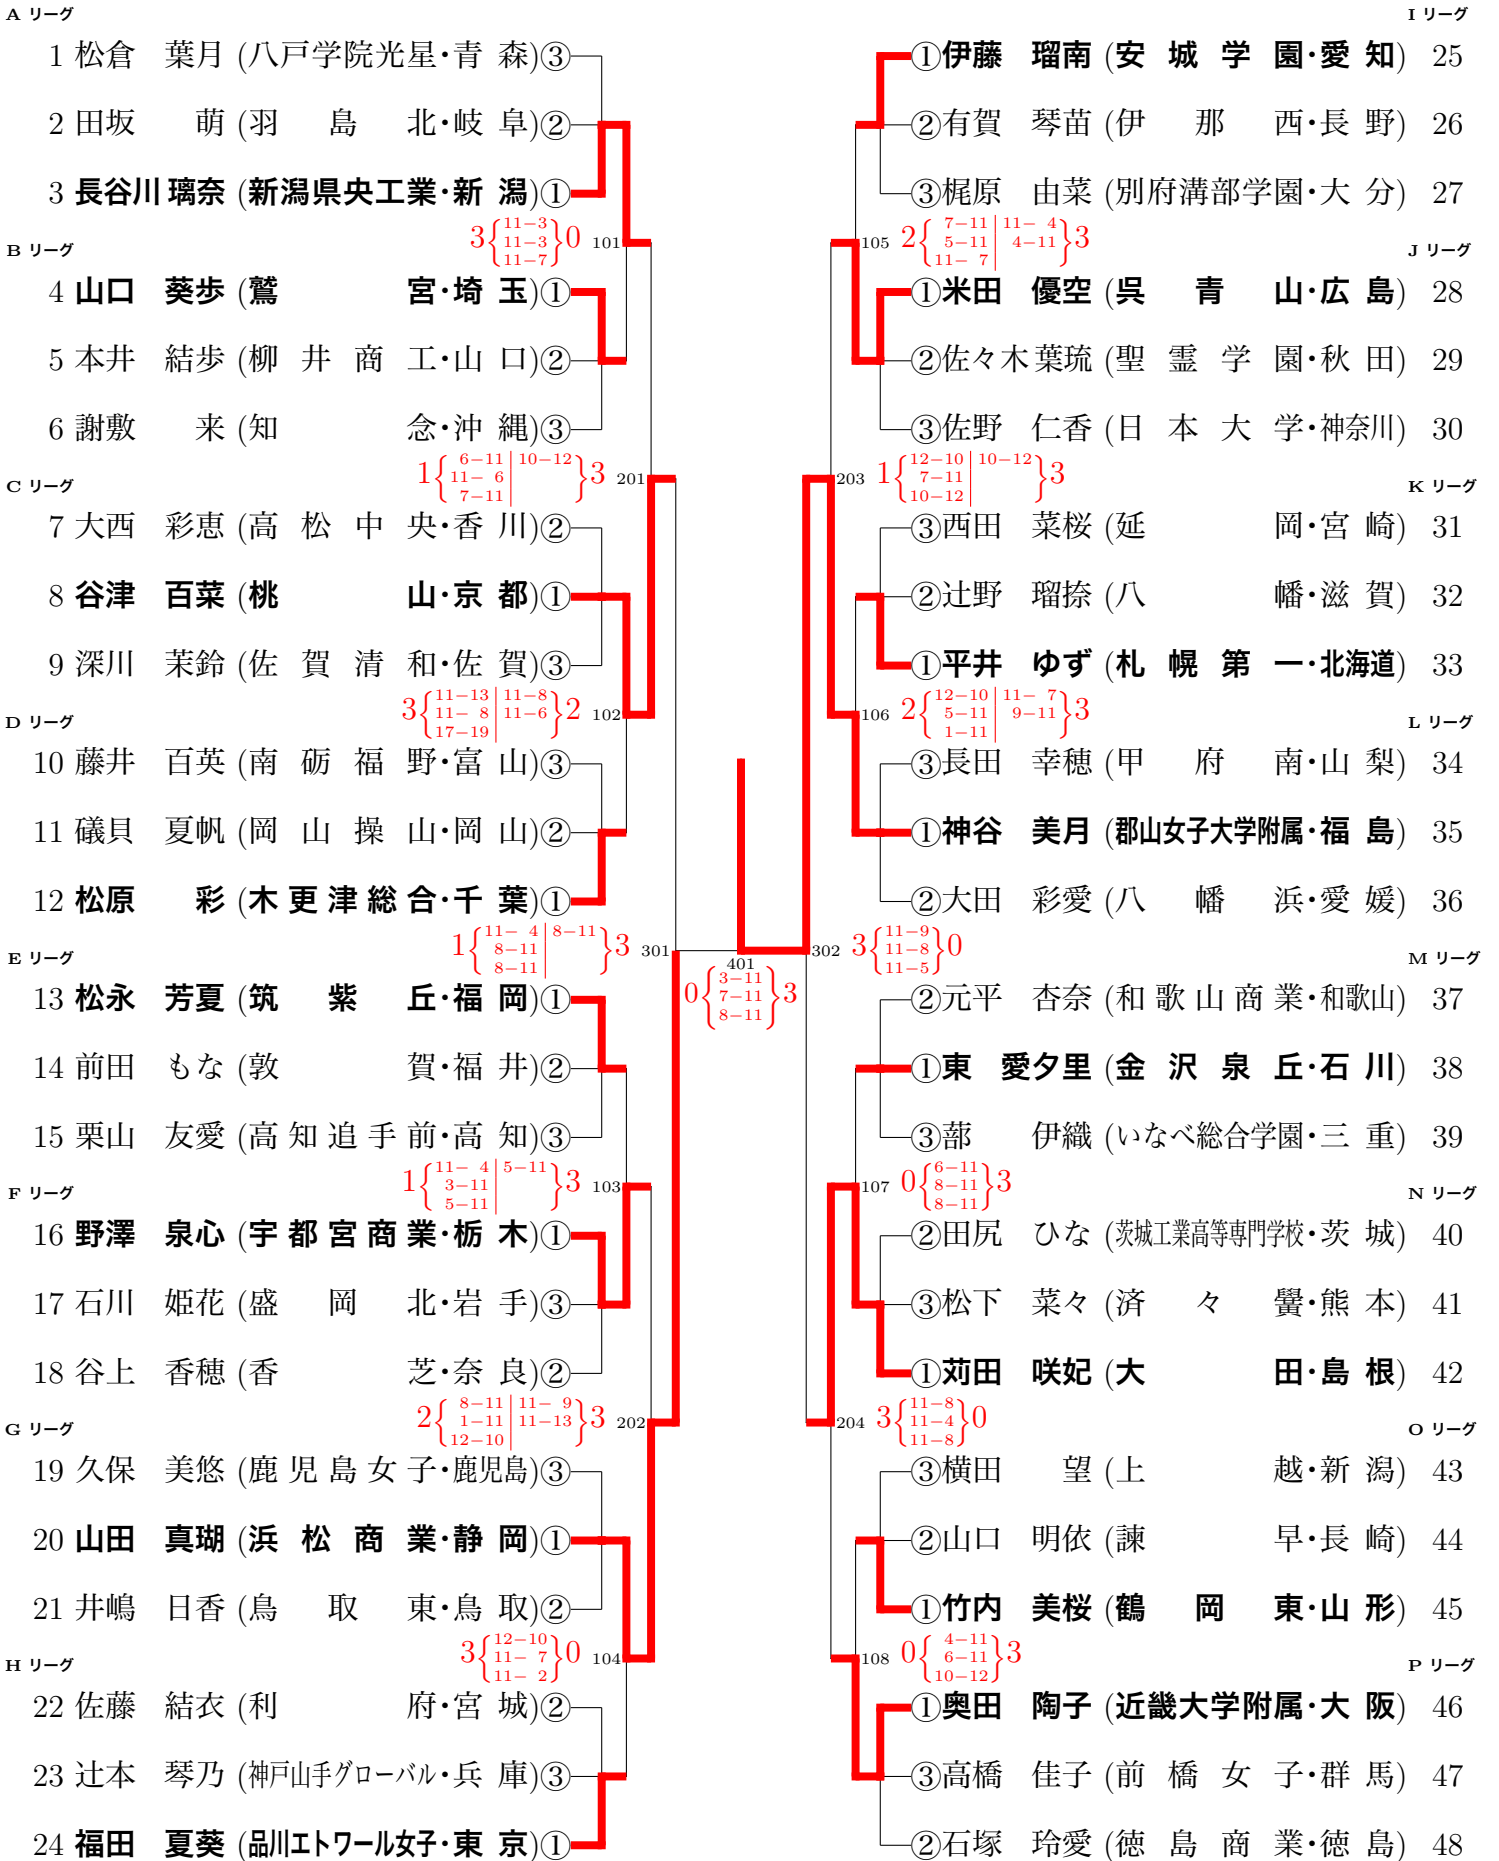 A リーグ
1 松倉 葉月 (八戸学院光星・青 森)③
2 田坂 萌 (羽 島 北・岐 阜)②
3 長谷川 璃奈 (新潟県央工業・新 潟)①
3{11−3 11−3 11−7}0 101
B リーグ
4 山口 葵歩 (鷲 宮・埼 玉)①
5 本井 結歩 (柳 井 商 工・山 口)②
6 謝敷 来 (知 念・沖 縄)③
1{6−11 11−6 7−11 | 10−12}3 201
C リーグ
7 大西 彩恵 (高 松 中 央・香 川)②
8 谷津 百菜 (桃 山・京 都)①
9 深川 茉鈴 (佐 賀 清 和・佐 賀)③
3{11−13 11−8 17−19 | 11−8 11−6}2 102
D リーグ
10 藤井 百英 (南 砺 福 野・富 山)③
11 礒貝 夏帆 (岡 山 操 山・岡 山)②
12 松原 彩 (木 更 津 総 合・千 葉)①
1{11−4 8−11 8−11 | 8−11}3 301
E リーグ
13 松永 芳夏 (筑 紫 丘・福 岡)①
14 前田 もな (敦 賀・福 井)②
15 栗山 友愛 (高 知 追 手 前・高 知)③
1{11−4 3−11 5−11 | 5−11}3 103
F リーグ
16 野澤 泉心 (宇 都 宮 商 業・栃 木)①
17 石川 姫花 (盛 岡 北・岩 手)③
18 谷上 香穂 (香 芝・奈 良)②
2{8−11 1−11 12−10 | 11−9 11−13}3 202
G リーグ
19 久保 美悠 (鹿 児 島 女 子・鹿児島)③
20 山田 真瑚 (浜 松 商 業・静 岡)①
21 井嶋 日香 (鳥 取 東・鳥 取)②
3{12−10 11−7 11−2}0 104
H リーグ
22 佐藤 結衣 (利 府・宮 城)②
23 辻本 琴乃 (神戸山手グローバル・兵 庫)③
24 福田 夏葵 (品川エトワール女子・東 京)①
401
0{3−11 7−11 8−11}3
I リーグ
①伊藤 瑠南 (安 城 学 園・愛 知) 25
②有賀 琴苗 (伊 那 西・長 野) 26
③梶原 由菜 (別府溝部学園・大 分) 27
105 2{7−11 5−11 11−7 | 11−4 4−11}3
J リーグ
①米田 優空 (呉 青 山・広 島) 28
②佐々木 葉琉 (聖 霊 学 園・秋 田) 29
③佐野 仁香 (日 本 大 学・神奈川) 30
203 1{12−10 7−11 10−12 | 10−12}3
K リーグ
③西田 菜桜 (延 岡・宮 崎) 31
②辻野 瑠捺 (八 幡・滋 賀) 32
①平井 ゆず (札 幌 第 一・北海道) 33
106 2{12−10 5−11 1−11 | 11−7 9−11}3
L リーグ
③長田 幸穂 (甲 府 南・山 梨) 34
①神谷 美月 (郡山女子大学附属・福 島) 35
②大田 彩愛 (八 幡 浜・愛 媛) 36
302 3{11−9 11−8 11−5}0
M リーグ
②元平 杏奈 (和 歌 山 商 業・和歌山) 37
①東 愛夕里 (金 沢 泉 丘・石 川) 38
③蔀 伊織 (いなべ総合学園・三 重) 39
107 0{6−11 8−11 8−11}3
N リーグ
②田尻 ひな (茨城工業高等専門学校・茨 城) 40
③松下 菜々 (済 々 黌・熊 本) 41
①苅田 咲妃 (大 田・島 根) 42
204 3{11−8 11−4 11−8}0
O リーグ
③横田 望 (上 越・新 潟) 43
②山口 明依 (諫 早・長 崎) 44
①竹内 美桜 (鶴 岡 東・山 形) 45
108 0{4−11 6−11 10−12}3
P リーグ
①奥田 陶子 (近畿大学附属・大 阪) 46
③高橋 佳子 (前 橋 女 子・群 馬) 47
②石塚 玲愛 (徳 島 商 業・徳 島) 48